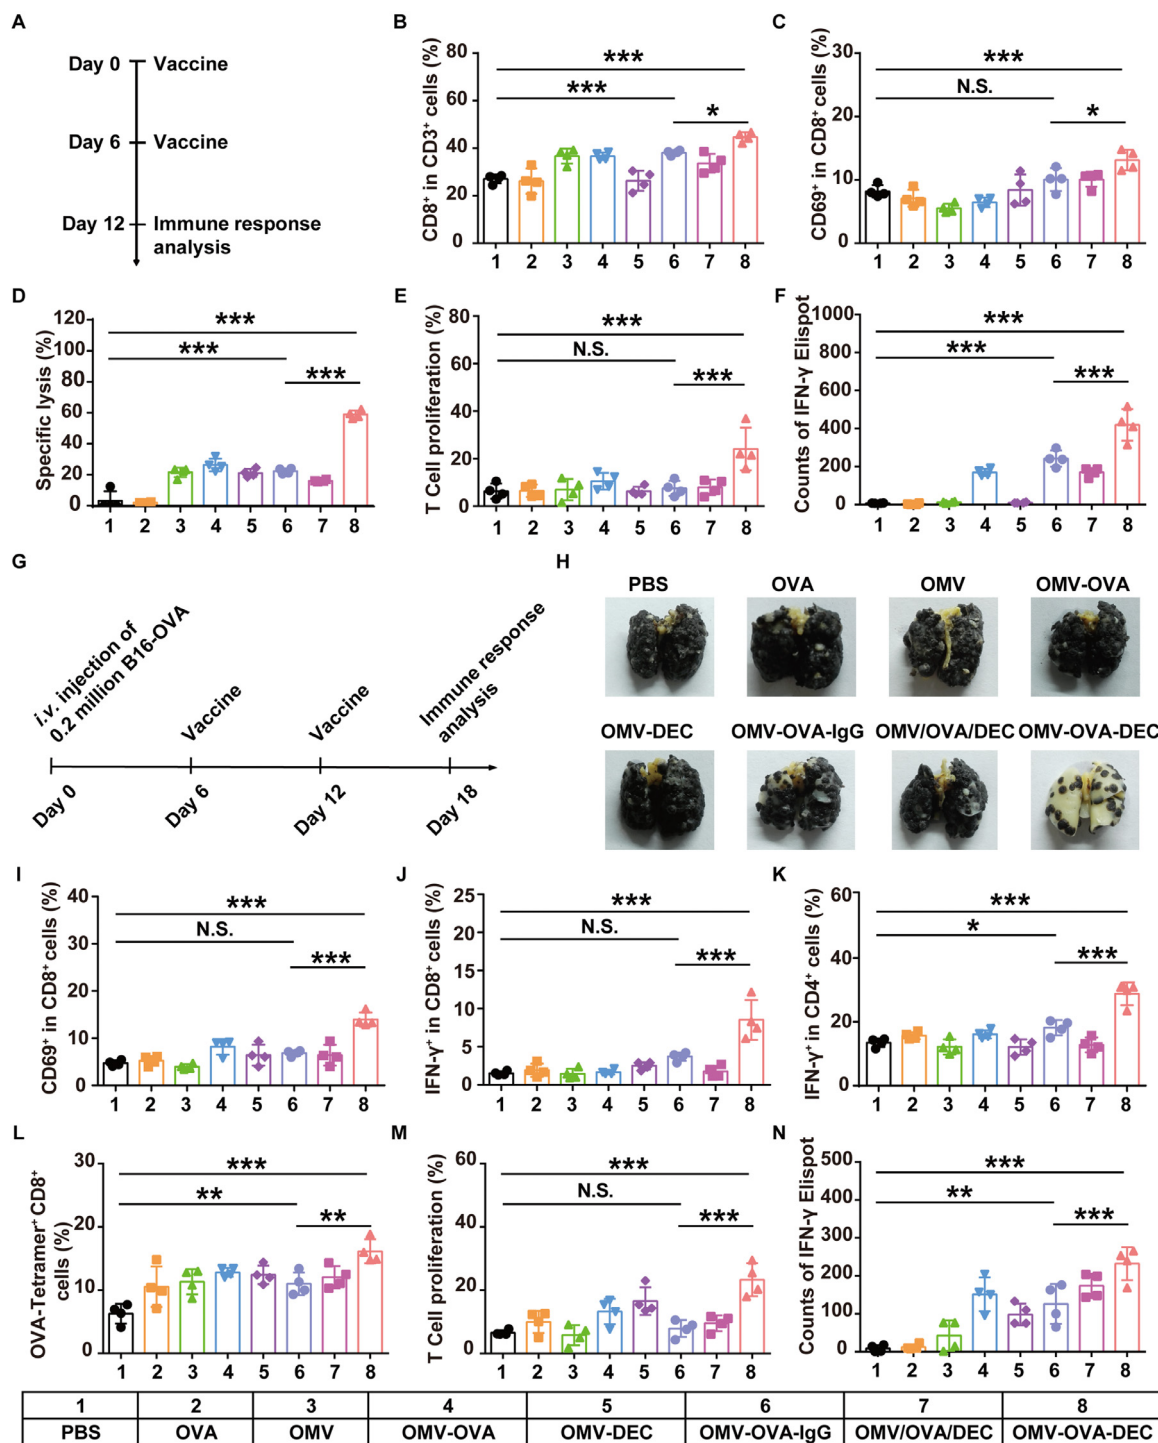 A
Day 0 Vaccine
Day 6 Vaccine
Day 12 Immune response
analysis
B
CD8⁺ in CD3⁺ cells (%)
80
60
40
20
0
***
***
*
1 2 3 4 5 6 7 8
C
CD69⁺ in CD8⁺ cells (%)
30
20
10
0
***
N.S.
*
1 2 3 4 5 6 7 8
D
Specific lysis (%)
120
100
80
60
40
20
0
***
***
***
1 2 3 4 5 6 7 8
E
T Cell proliferation (%)
80
60
40
20
0
***
N.S.
***
1 2 3 4 5 6 7 8
F
Counts of IFN-γ Elispot
1000
800
600
400
200
0
***
***
***
1 2 3 4 5 6 7 8
G
i.v. injection of
0.2 million B16-OVA
Vaccine
Vaccine
Immune response
analysis
Day 0
Day 6
Day 12
Day 18
H
PBS OVA OMV OMV-OVA
OMV-DEC OMV-OVA-IgG OMV/OVA/DEC OMV-OVA-DEC
I
CD69⁺ in CD8⁺ cells (%)
40
30
20
10
0
***
N.S.
***
1 2 3 4 5 6 7 8
J
IFN-γ⁺ in CD8⁺ cells (%)
25
20
15
10
5
0
***
N.S.
***
1 2 3 4 5 6 7 8
K
IFN-γ⁺ in CD4⁺ cells (%)
60
40
20
0
***
*
***
1 2 3 4 5 6 7 8
L
OVA-Tetramer⁺ CD8⁺
cells (%)
30
20
10
0
***
**
**
1 2 3 4 5 6 7 8
M
T Cell proliferation (%)
60
40
20
0
***
N.S.
***
1 2 3 4 5 6 7 8
N
Counts of IFN-γ Elispot
500
400
300
200
100
0
***
**
***
1 2 3 4 5 6 7 8
1 2 3 4 5 6 7 8
PBS OVA OMV OMV-OVA OMV-DEC OMV-OVA-IgG OMV/OVA/DEC OMV-OVA-DEC